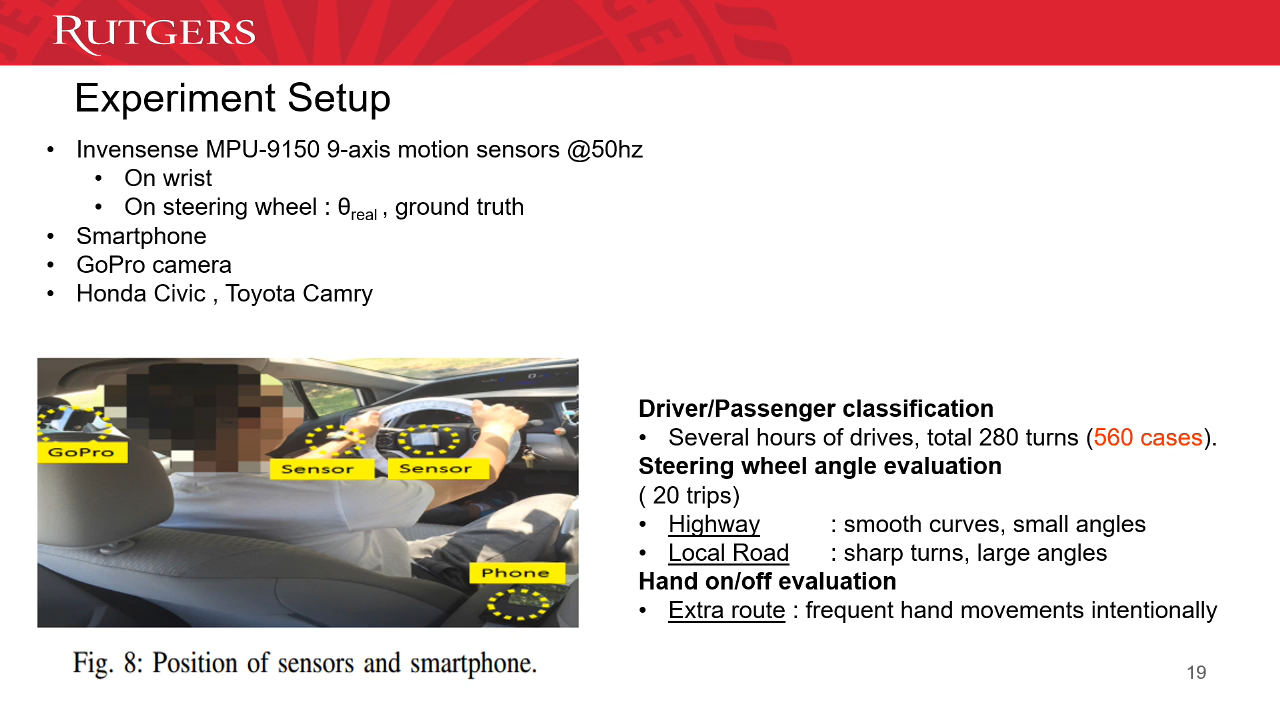 RUTGERS
Experiment Setup
• Invensense MPU-9150 9-axis motion sensors @50hz
• On wrist
• On steering wheel : θreal , ground truth
• Smartphone
• GoPro camera
• Honda Civic , Toyota Camry
GoPro
Sensor
Sensor
Phone
Fig. 8: Position of sensors and smartphone.
Driver/Passenger classification
• Several hours of drives, total 280 turns (560 cases).
Steering wheel angle evaluation
( 20 trips)
• Highway : smooth curves, small angles
• Local Road : sharp turns, large angles
Hand on/off evaluation
• Extra route : frequent hand movements intentionally
19